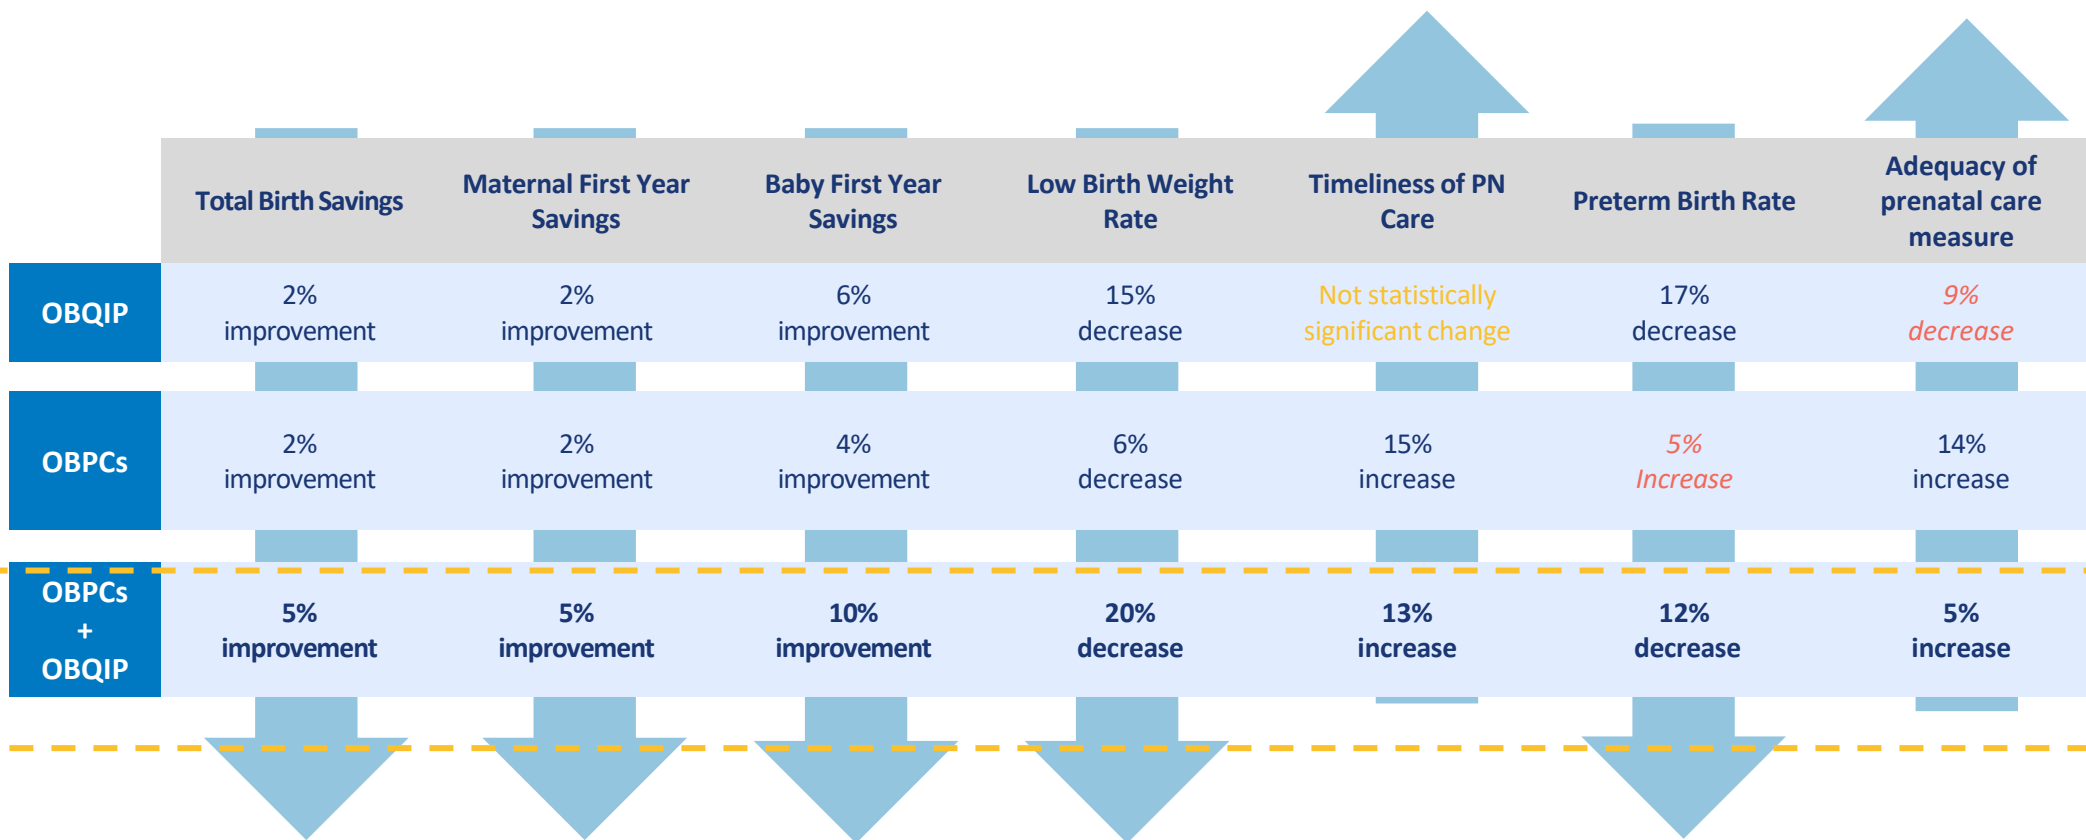 Total Birth Savings
Maternal First Year
Savings
Baby First Year
Savings
Low Birth Weight
Rate
Timeliness of PN
Care
Preterm Birth Rate
Adequacy of
prenatal care
measure
OBQIP
2%
improvement
2%
improvement
6%
improvement
15%
decrease
Not statistically
significant change
17%
decrease
9%
decrease
OBPCs
2%
improvement
2%
improvement
4%
improvement
6%
decrease
15%
increase
5%
Increase
14%
increase
OBPCs
+
OBQIP
5%
improvement
5%
improvement
10%
improvement
20%
decrease
13%
increase
12%
decrease
5%
increase